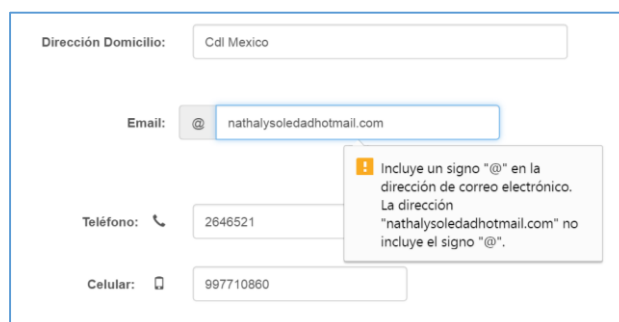 Dirección Domicilio: Cdl Mexico
Email: @ nathalysoledadhotmail.com
Incluye un signo "@" en la
dirección de correo electrónico.
La dirección
"nathalysoledadhotmail.com" no
incluye el signo "@".
Teléfono: 2646521
Celular: 997710860